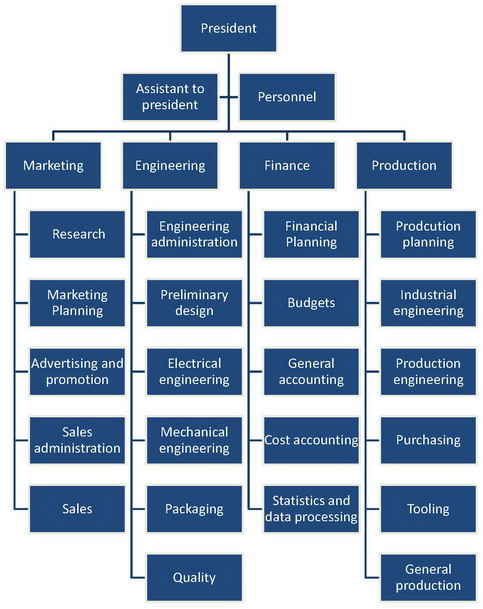 President
Assistant to
president
Personnel
Marketing
Engineering
Finance
Production
Research
Engineering
administration
Financial
Planning
Prodcution
planning
Marketing
Planning
Preliminary
design
Budgets
Industrial
engineering
Advertising and
promotion
Electrical
engineering
General
accounting
Production
engineering
Sales
administration
Mechanical
engineering
Cost accounting
Purchasing
Sales
Packaging
Statistics and
data processing
Tooling
Quality
General
production